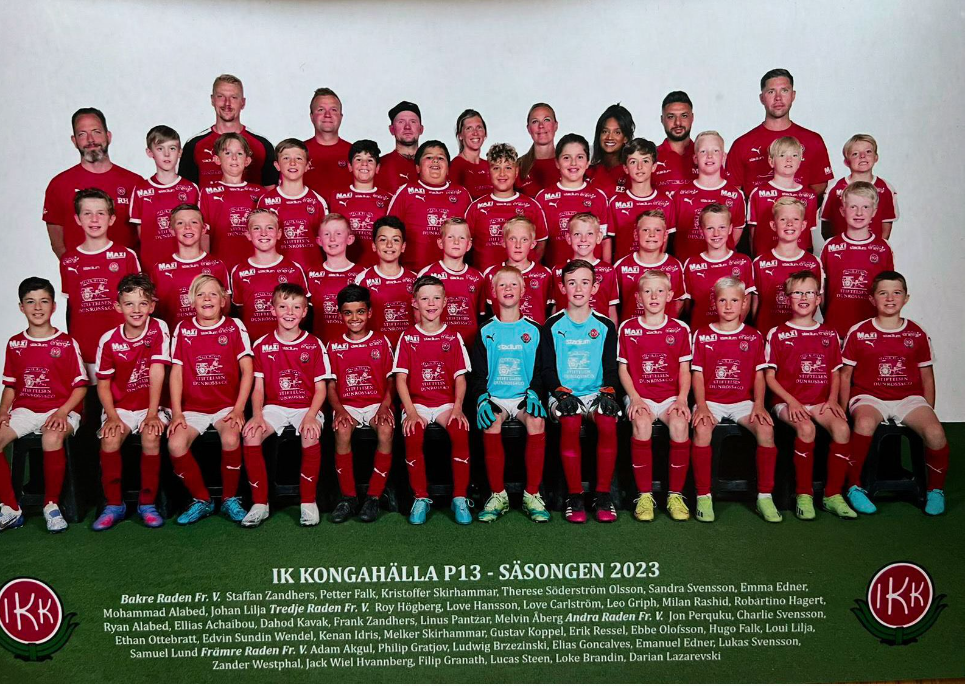 IK KONGAHÄLLA P13 - SÄSONGEN 2023
Bakre Raden Fr. V. Staffan Zandhers, Petter Falk, Kristoffer Skirhammar, Therese Söderström Olsson, Sandra Svensson, Emma Edner,
Mohammad Alabed, Johan Lilja Tredje Raden Fr. V. Roy Högberg, Love Hansson, Love Carlström, Leo Griph, Milan Rashid, Robartino Hagert,
Ryan Alabed, Ellias Achaibou, Dahod Kavak, Frank Zandhers, Linus Pantzar, Melvin Åberg Andra Raden Fr. V. Jon Perquku, Charlie Svensson,
Ethan Ottebratt, Edvin Sundin Wendel, Kenan Idris, Melker Skirhammar, Gustav Koppel, Erik Ressel, Ebbe Olofsson, Hugo Falk, Loui Lilja,
Samuel Lund Främre Raden Fr. V. Adam Akgul, Philip Gratjov, Ludwig Brzezinski, Elias Goncalves, Emanuel Edner, Lukas Svensson,
Zander Westphal, Jack Wiel Hvannberg, Filip Granath, Lucas Steen, Loke Brandin, Darian Lazarevski
IKK
IKK